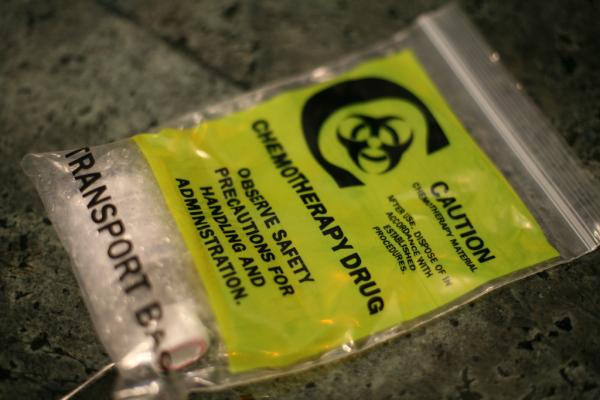 CAUTION
CHEMOTHERAPY MATERIAL
AFTER USE, DISPOSE OF IN
ACCORDANCE WITH
ESTABLISHED
PROCEDURES.
CHEMOTHERAPY DRUG
OBSERVE SAFETY
PRECAUTIONS FOR
HANDLING AND
ADMINISTRATION.
TRANSPORT BAG